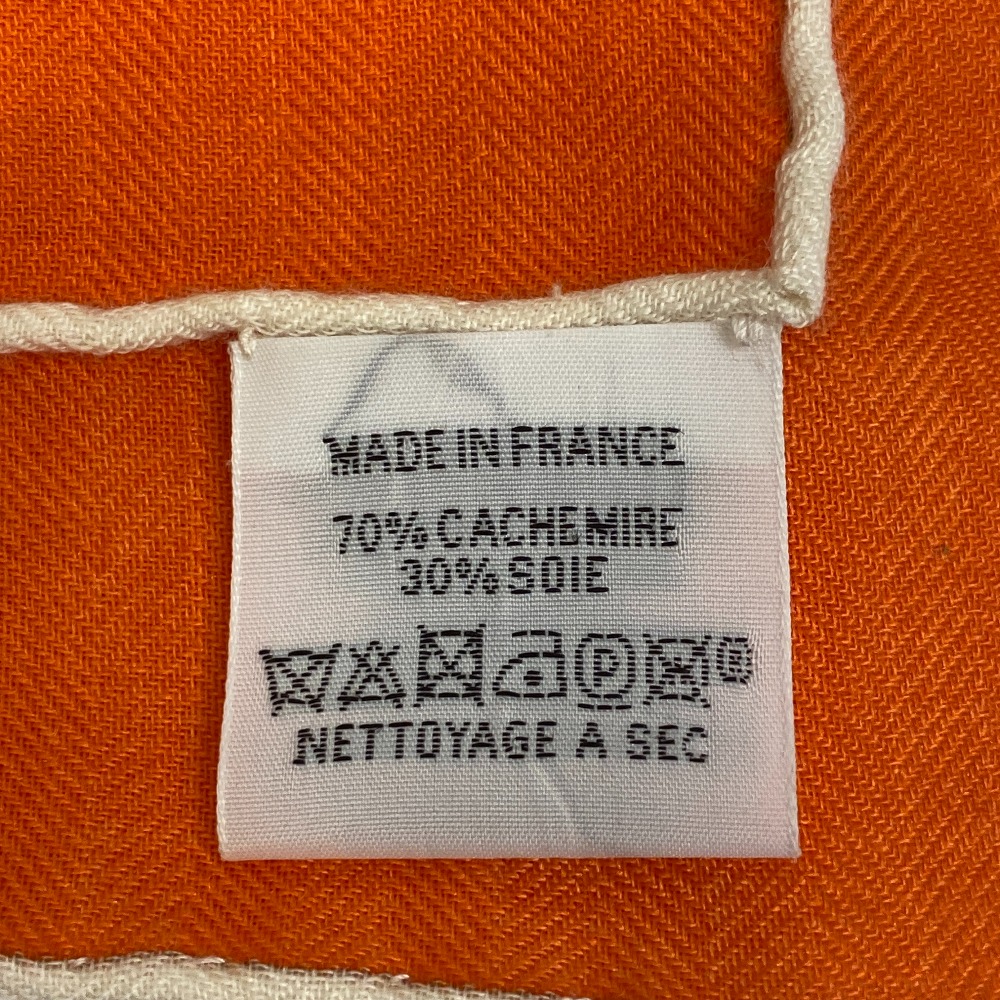 MADE IN FRANCE
70% CACHEMIRE
30% SOIE
P ®
NETTOYAGE A SEC